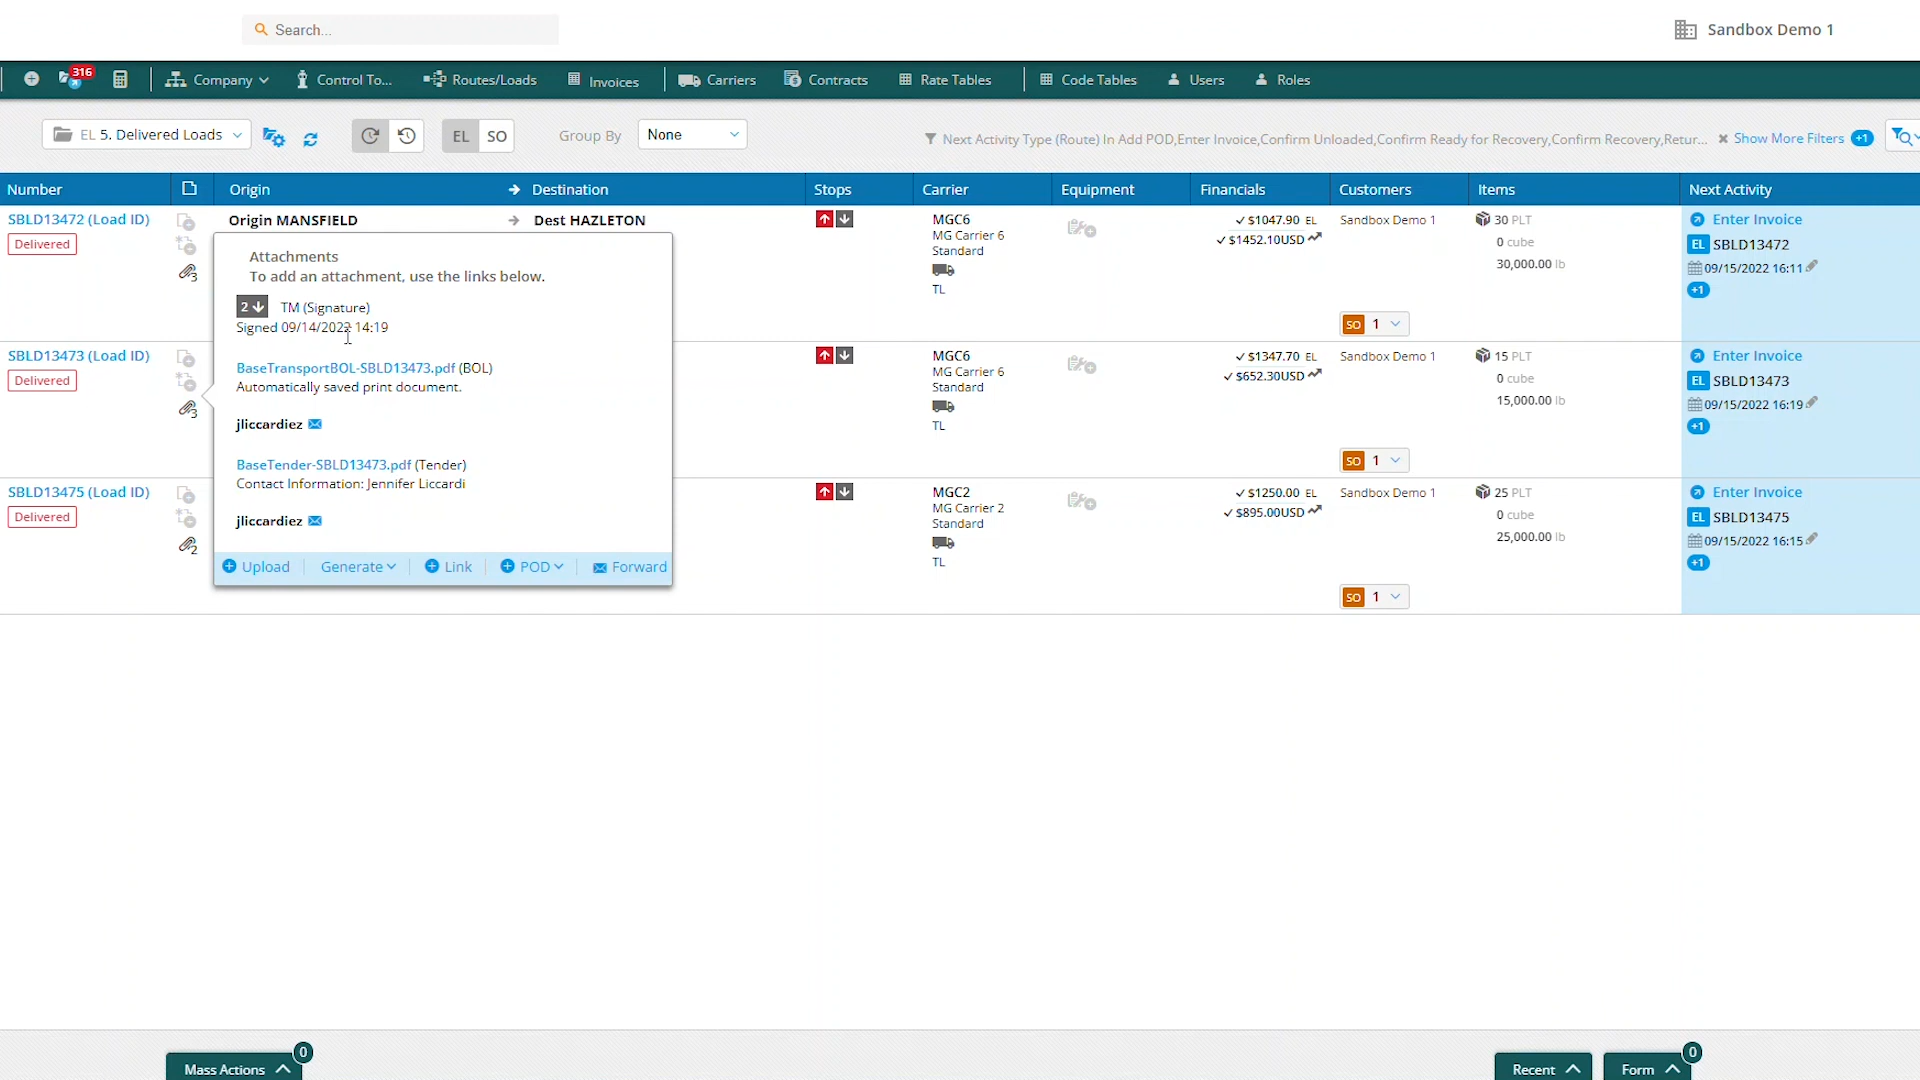 Search...
Sandbox Demo 1
316
Company
Control To...
Routes/Loads
Invoices
Carriers
Contracts
Rate Tables
Code Tables
Users
Roles
EL 5. Delivered Loads
EL
SO
Group By
None
Next Activity Type (Route) In Add POD,Enter Invoice,Confirm Unloaded,Confirm Ready for Recovery,Confirm Recovery,Retur...
Show More Filters +1
Number
Origin
Destination
Stops
Carrier
Equipment
Financials
Customers
Items
Next Activity
SBLD13472 (Load ID)
Delivered
3
Origin MANSFIELD
Dest HAZLETON
MGC6
MG Carrier 6
Standard
TL
$1047.90 EL
$1452.10USD
Sandbox Demo 1
SO 1
30 PLT
0 cube
30,000.00 lb
Enter Invoice
EL SBLD13472
09/15/2022 16:11
+1
Attachments
To add an attachment, use the links below.
2 TM (Signature)
Signed 09/14/2022 14:19
BaseTransportBOL-SBLD13473.pdf (BOL)
Automatically saved print document.
jliccardiez
BaseTender-SBLD13473.pdf (Tender)
Contact Information: Jennifer Liccardi
jliccardiez
Upload
Generate
Link
POD
Forward
SBLD13473 (Load ID)
Delivered
3
MGC6
MG Carrier 6
Standard
TL
$1347.70 EL
$652.30USD
Sandbox Demo 1
SO 1
15 PLT
0 cube
15,000.00 lb
Enter Invoice
EL SBLD13473
09/15/2022 16:19
+1
SBLD13475 (Load ID)
Delivered
2
MGC2
MG Carrier 2
Standard
TL
$1250.00 EL
$895.00USD
Sandbox Demo 1
SO 1
25 PLT
0 cube
25,000.00 lb
Enter Invoice
EL SBLD13475
09/15/2022 16:15
+1
Mass Actions
0
Recent
Form
0